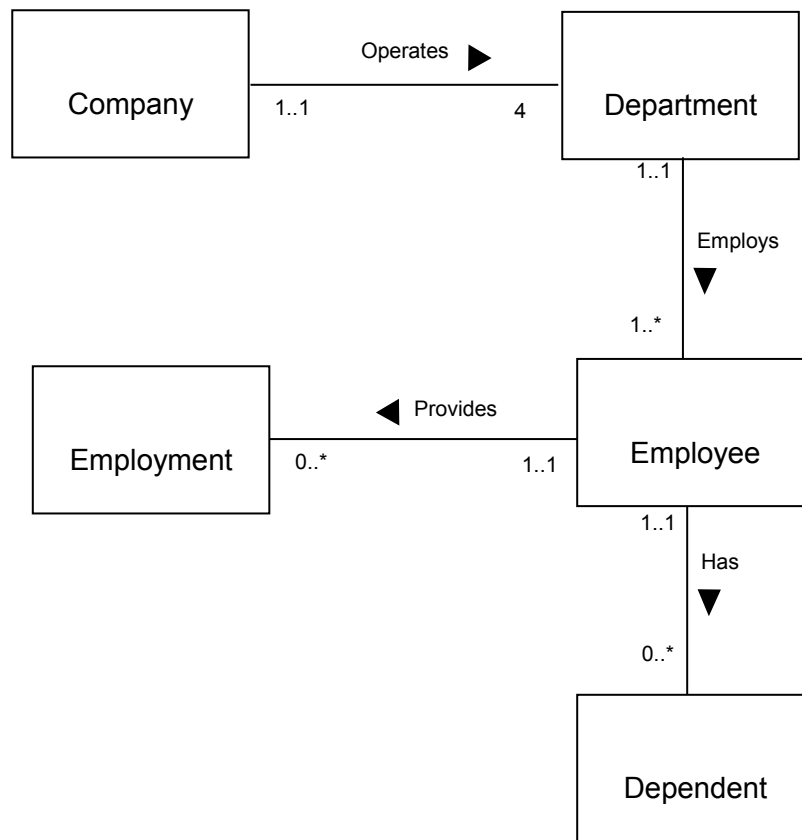 Operates
Company
Department
1..1
4
1..1
Employs
1..*
Provides
Employment
Employee
0..*
1..1
1..1
Has
0..*
Dependent